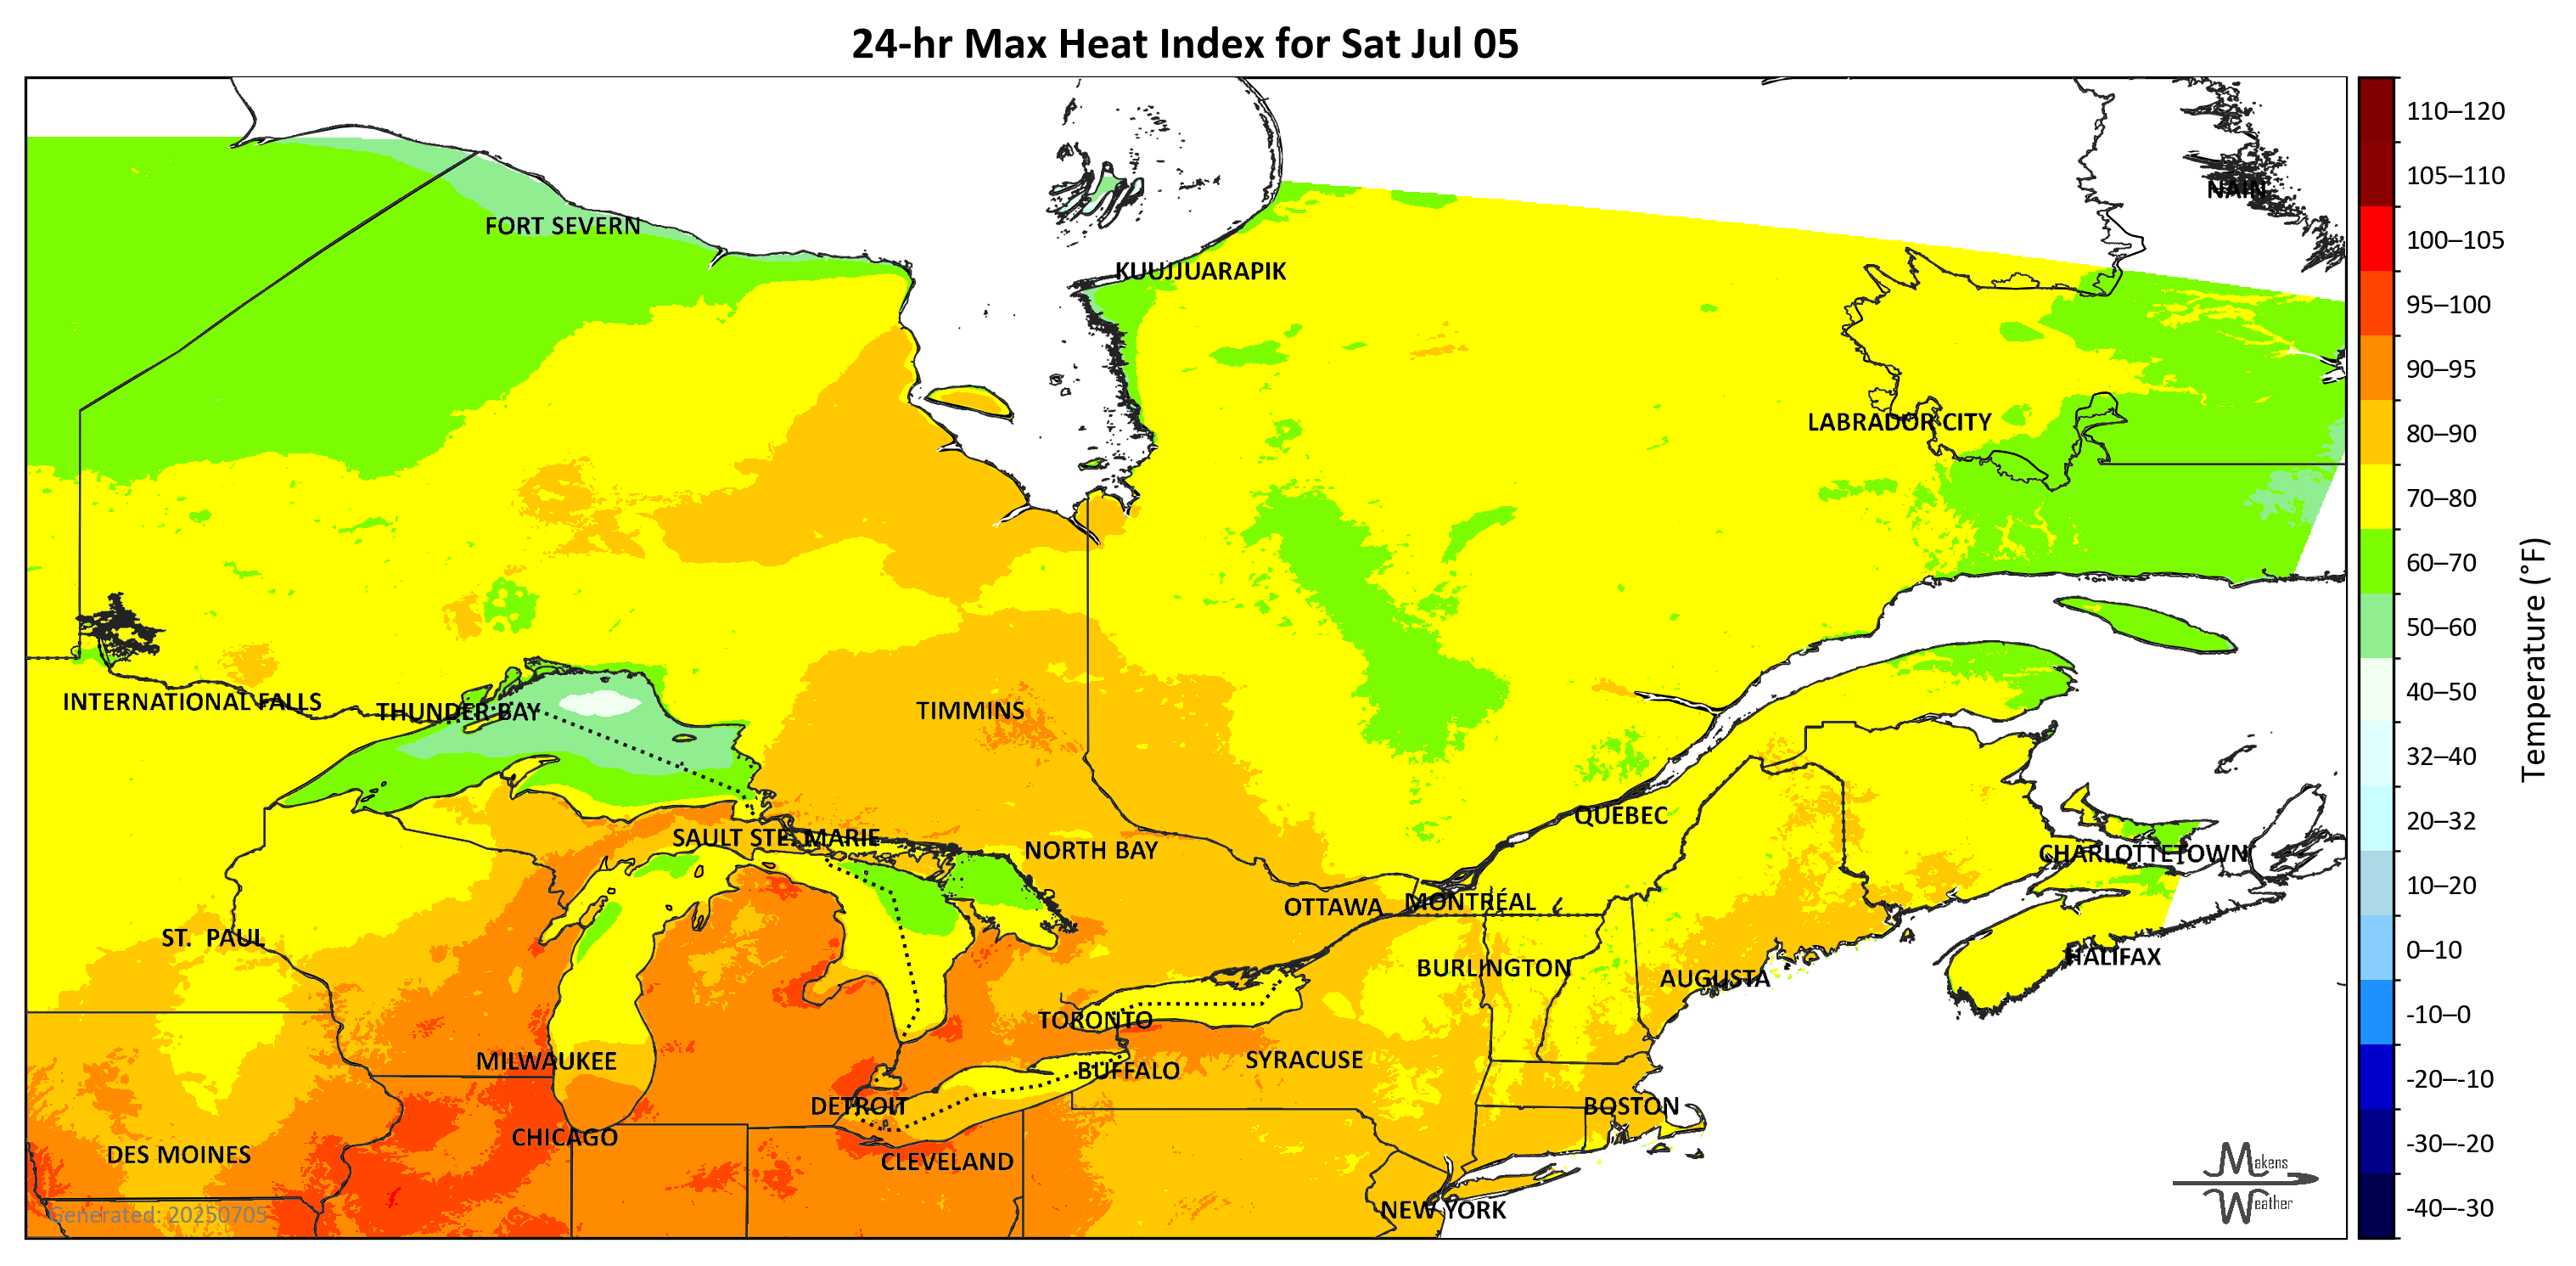 24-hr Max Heat Index for Sat Jul 05
110–120
105–110
NAIN
FORT SEVERN
100–105
KUUJJUARAPIK
95–100
90–95
LABRADOR CITY
80–90
70–80
60–70
50–60
Temperature (°F)
INTERNATIONAL FALLS
THUNDER BAY
TIMMINS
40–50
32–40
QUEBEC
20–32
SAULT STE. MARIE
NORTH BAY
CHARLOTTETOWN
10–20
OTTAWA
MONTRÉAL
ST. PAUL
0–10
HALIFAX
BURLINGTON
AUGUSTA
TORONTO
-10–0
MILWAUKEE
SYRACUSE
BUFFALO
-20–-10
DETROIT
BOSTON
CHICAGO
-30–-20
DES MOINES
CLEVELAND
Makens
Weather
NEW YORK
-40–-30
Generated: 20250705